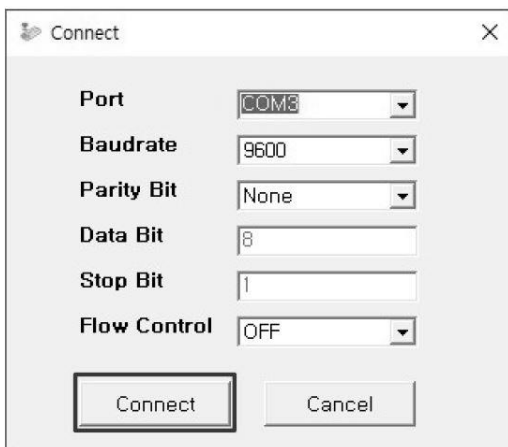 Connect
Port COM3
Baudrate 9600
Parity Bit None
Data Bit 8
Stop Bit 1
Flow Control OFF
Connect Cancel